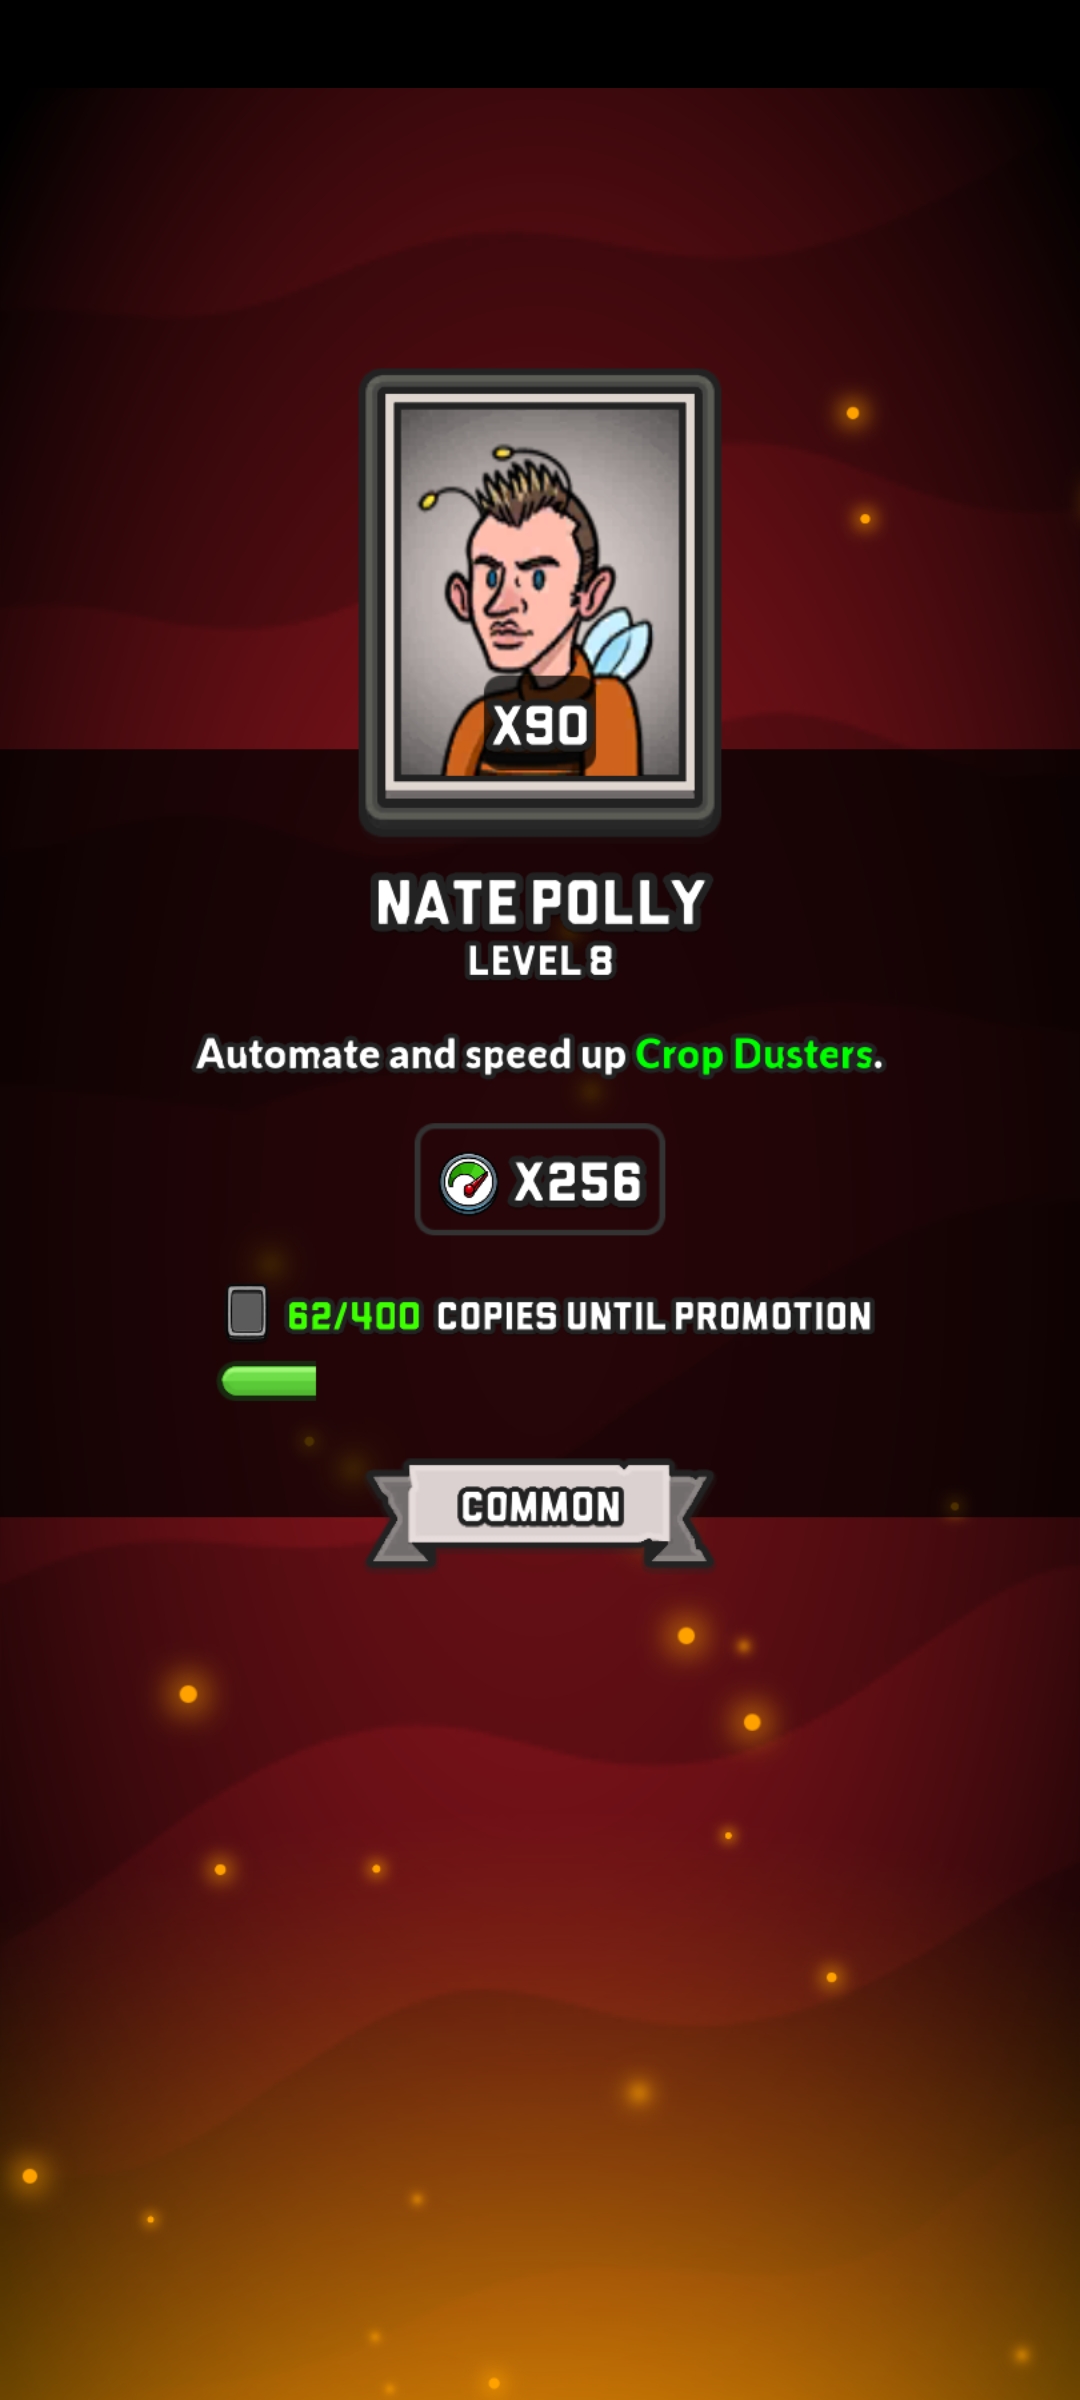 X90
NATE POLLY
LEVEL 8
Automate and speed up Crop Dusters.
X256
62/400 COPIES UNTIL PROMOTION
COMMON